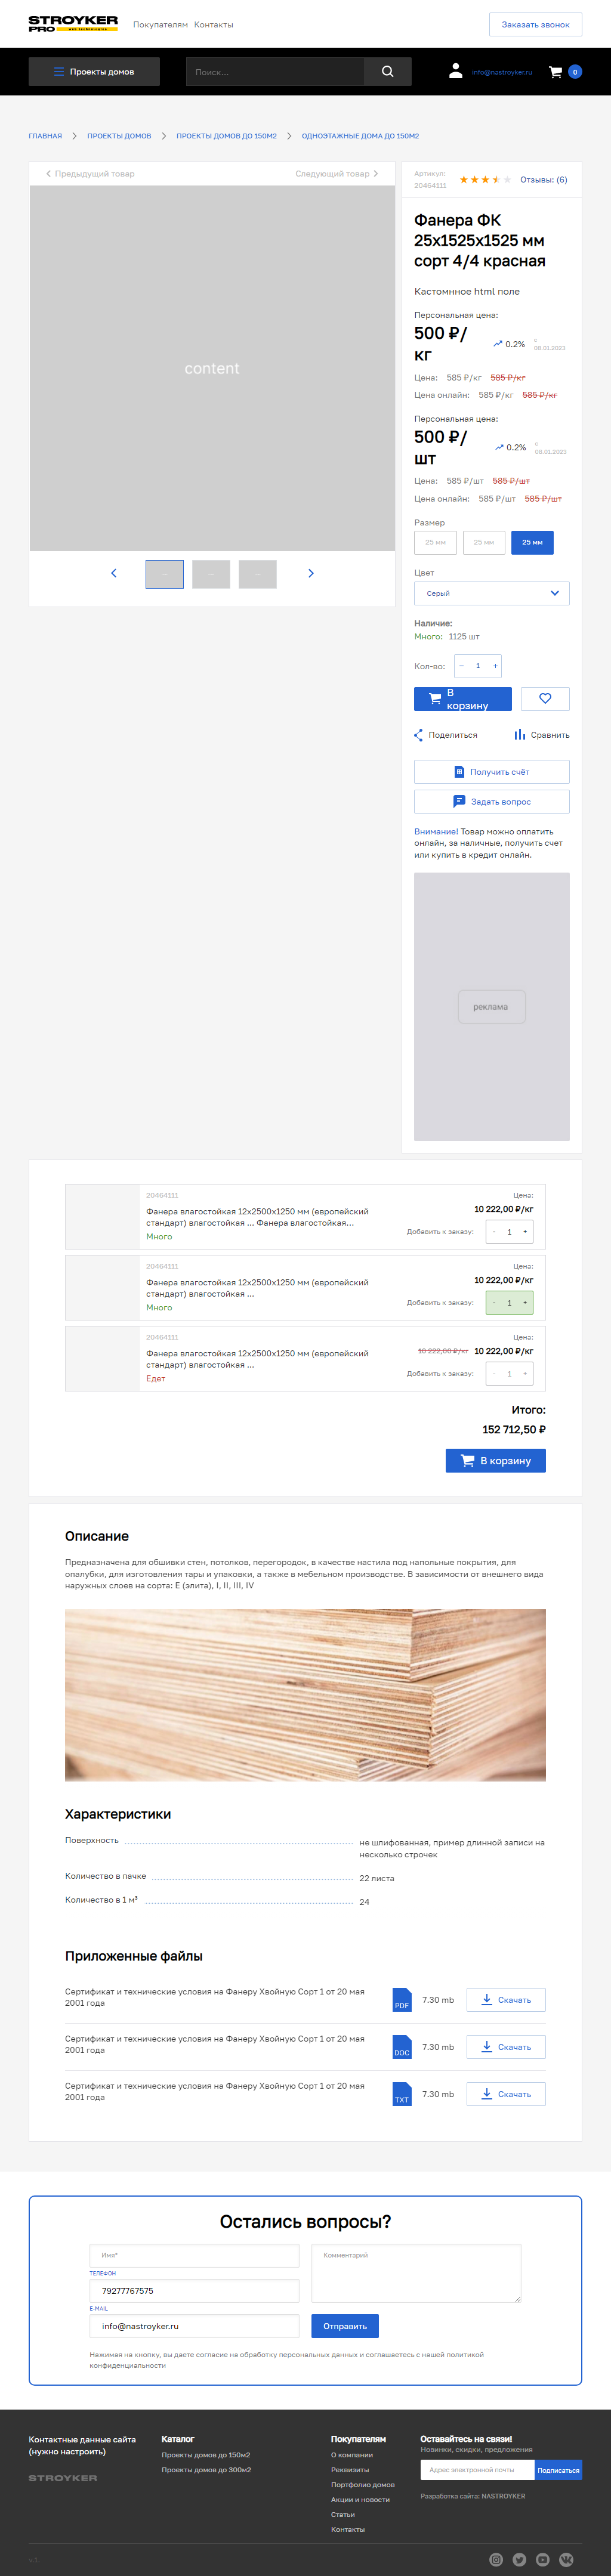 STROYKER
PRO web-technologies
Покупателям Контакты
Заказать звонок
Проекты домов
Поиск...
info@nastroyker.ru
0
ГЛАВНАЯ
ПРОЕКТЫ ДОМОВ
ПРОЕКТЫ ДОМОВ ДО 150М2
ОДНОЭТАЖНЫЕ ДОМА ДО 150М2
Предыдущий товар
Следующий товар
content
Артикул:
20464111
Отзывы: (6)
Фанера ФК
25х1525х1525 мм
сорт 4/4 красная
Кастомнное html поле
Персональная цена:
500 ₽/
кг
0.2%
с
08.01.2023
Цена: 585 ₽/кг 585 ₽/кг
Цена онлайн: 585 ₽/кг 585 ₽/кг
Персональная цена:
500 ₽/
шт
0.2%
с
08.01.2023
Цена: 585 ₽/шт 585 ₽/шт
Цена онлайн: 585 ₽/шт 585 ₽/шт
Размер
25 мм
25 мм
25 мм
Цвет
Серый
Наличие:
Много: 1125 шт
Кол-во:
− 1 +
В
корзину
Поделиться
Сравнить
Получить счёт
Задать вопрос
Внимание! Товар можно оплатить
онлайн, за наличные, получить счет
или купить в кредит онлайн.
реклама
20464111
Цена:
Фанера влагостойкая 12х2500х1250 мм (европейский
стандарт) влагостойкая ... Фанера влагостойкая...
Много
10 222,00 ₽/кг
Добавить к заказу:
- 1 +
20464111
Цена:
Фанера влагостойкая 12х2500х1250 мм (европейский
стандарт) влагостойкая ...
Много
10 222,00 ₽/кг
Добавить к заказу:
- 1 +
20464111
Цена:
Фанера влагостойкая 12х2500х1250 мм (европейский
стандарт) влагостойкая ...
Едет
10 222,00 ₽/кг 10 222,00 ₽/кг
Добавить к заказу:
- 1 +
Итого:
152 712,50 ₽
В корзину
Описание
Предназначена для обшивки стен, потолков, перегородок, в качестве настила под напольные покрытия, для
опалубки, для изготовления тары и упаковки, а также в мебельном производстве. В зависимости от внешнего вида
наружных слоев на сорта: Е (элита), I, II, III, IV
Характеристики
Поверхность
не шлифованная, пример длинной записи на
несколько строчек
Количество в пачке
22 листа
Количество в 1 м³
24
Приложенные файлы
Сертификат и технические условия на Фанеру Хвойную Сорт 1 от 20 мая
2001 года
PDF
7.30 mb
Скачать
Сертификат и технические условия на Фанеру Хвойную Сорт 1 от 20 мая
2001 года
DOC
7.30 mb
Скачать
Сертификат и технические условия на Фанеру Хвойную Сорт 1 от 20 мая
2001 года
TXT
7.30 mb
Скачать
Остались вопросы?
Имя*
Комментарий
ТЕЛЕФОН
79277767575
E-MAIL
info@nastroyker.ru
Отправить
Нажимая на кнопку, вы даете согласие на обработку персональных данных и соглашаетесь с нашей политикой
конфиденциальности
Контактные данные сайта
(нужно настроить)
STROYKER
Каталог
Проекты домов до 150м2
Проекты домов до 300м2
Покупателям
О компании
Реквизиты
Портфолио домов
Акции и новости
Статьи
Контакты
Оставайтесь на связи!
Новинки, скидки, предложения
Адрес электронной почты
Подписаться
Разработка сайта: NASTROYKER